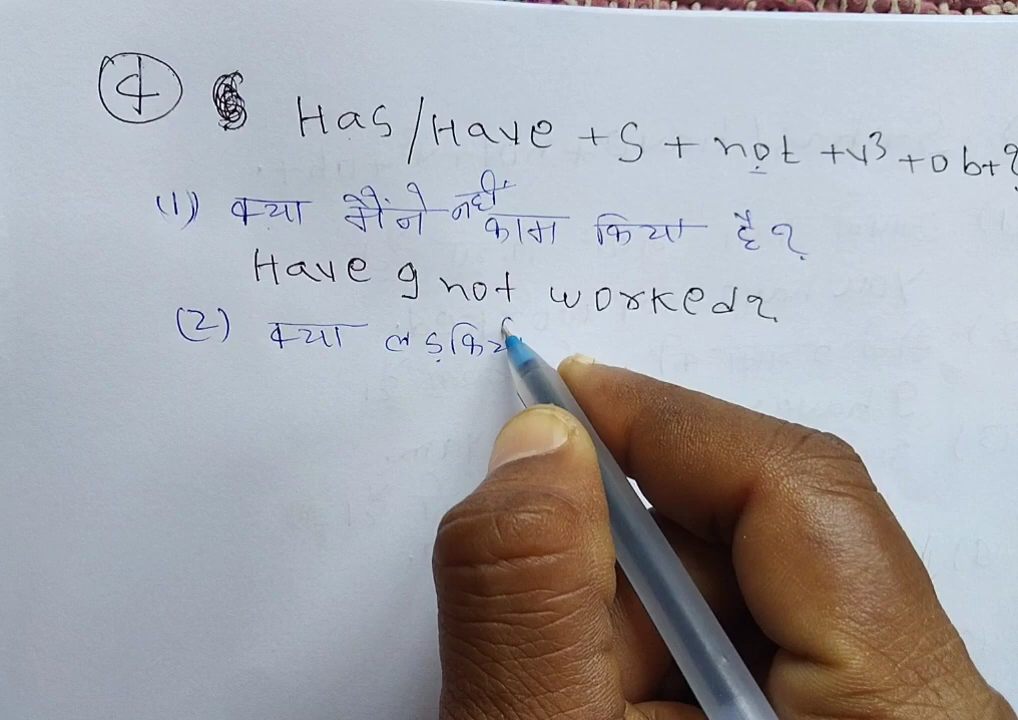 4 Has/Have + S + not + v3 + ob + ?
(1) क्या मैंने नहीं काम किया है?
Have I not worked?
(2) क्या लड़किय